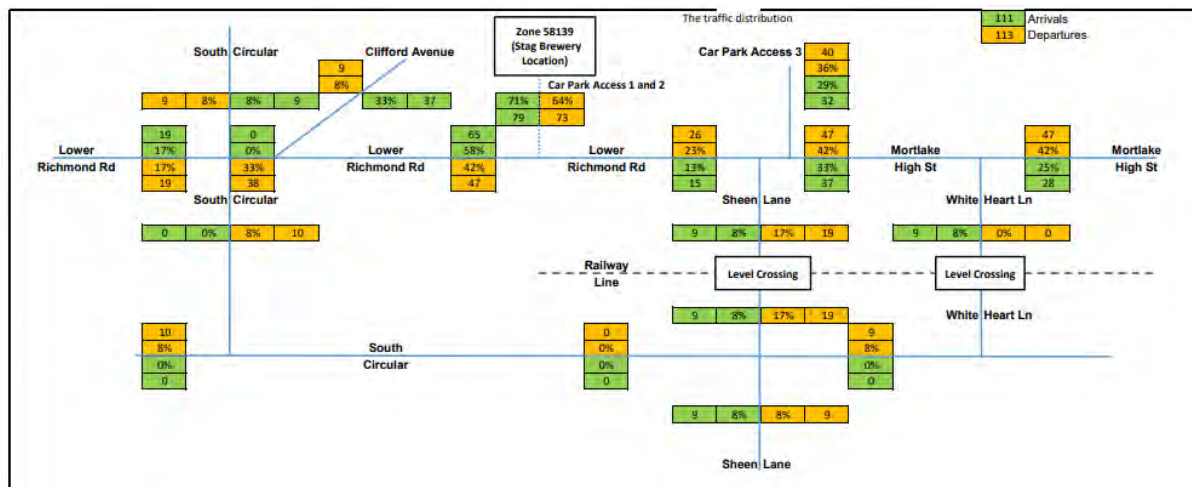 The traffic distribution
111 Arrivals
113 Departures
Zone 58139
(Stag Brewery
Location)
South Circular
Clifford Avenue
Car Park Access 3
40
36%
29%
32
9
8%
Car Park Access 1 and 2
9 8% 8% 9
33% 37
71% 64%
79 73
19
17%
17%
19
0
0%
33%
38
65
58%
42%
47
26
23%
13%
15
47
42%
33%
37
47
42%
25%
28
Lower
Richmond Rd
Lower
Richmond Rd
Lower
Richmond Rd
Mortlake
High St
Mortlake
High St
South Circular
Sheen Lane
White Heart Ln
0 0% 8% 10
9 8% 17% 19
9 8% 0% 0
Railway
Line
Level Crossing
Level Crossing
9 8% 17% 19
White Heart Ln
10
8%
0%
0
South
Circular
0
0%
0%
0
9
8%
0%
0
9 8% 8% 9
Sheen Lane